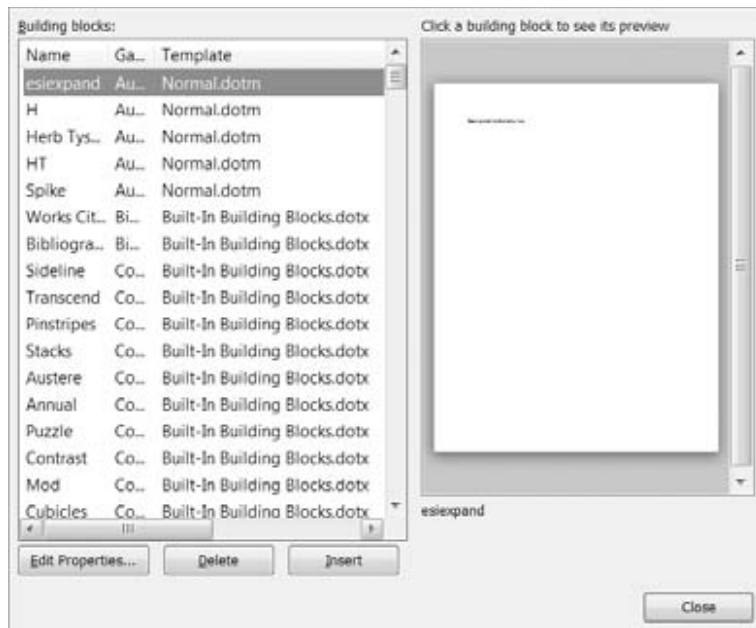 Building blocks:
Click a building block to see its preview
Name Ga... Template
esiexpand Au... Normal.dotm
H Au... Normal.dotm
Herb Tys... Au... Normal.dotm
HT Au... Normal.dotm
Spike Au... Normal.dotm
Works Cit... Bi... Built-In Building Blocks.dotx
Bibliogra... Bi... Built-In Building Blocks.dotx
Sideline Co... Built-In Building Blocks.dotx
Transcend Co... Built-In Building Blocks.dotx
Pinstripes Co... Built-In Building Blocks.dotx
Stacks Co... Built-In Building Blocks.dotx
Austere Co... Built-In Building Blocks.dotx
Annual Co... Built-In Building Blocks.dotx
Puzzle Co... Built-In Building Blocks.dotx
Contrast Co... Built-In Building Blocks.dotx
Mod Co... Built-In Building Blocks.dotx
Cubicles Co... Built-In Building Blocks.dotx
esiexpand
Edit Properties... Delete Insert
Close